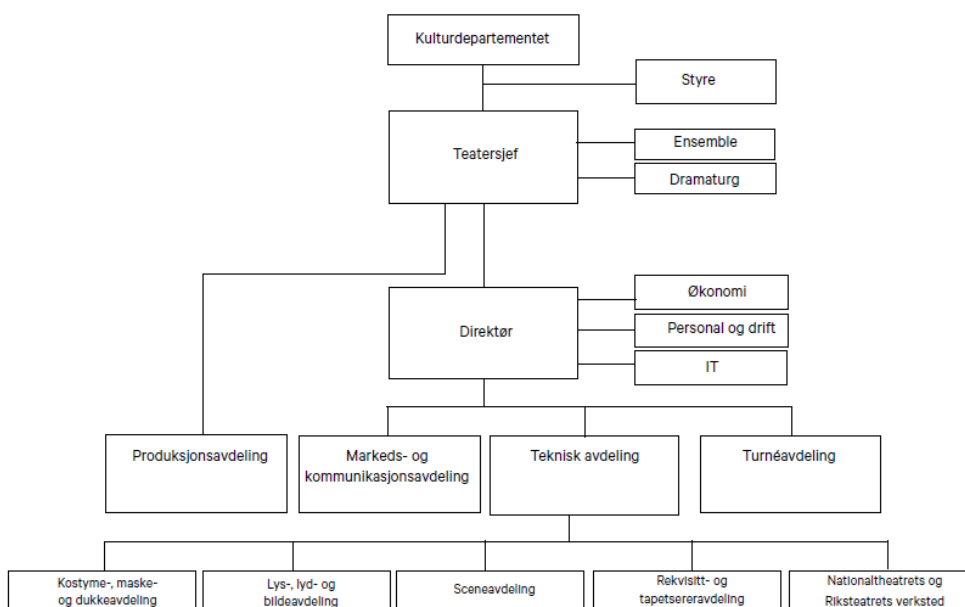 Kulturdepartementet
Styre
Teatersjef
Ensemble
Dramaturg
Direktør
Økonomi
Personal og drift
IT
Produksjonsavdeling
Markeds- og
kommunikasjonsavdeling
Teknisk avdeling
Turnéavdeling
Kostyme-, maske-
og dukkeavdeling
Lys-, lyd- og
bildeavdeling
Sceneavdeling
Rekvisitt- og
tapetsereravdeling
Nationaltheatrets og
Riksteatrets verksted